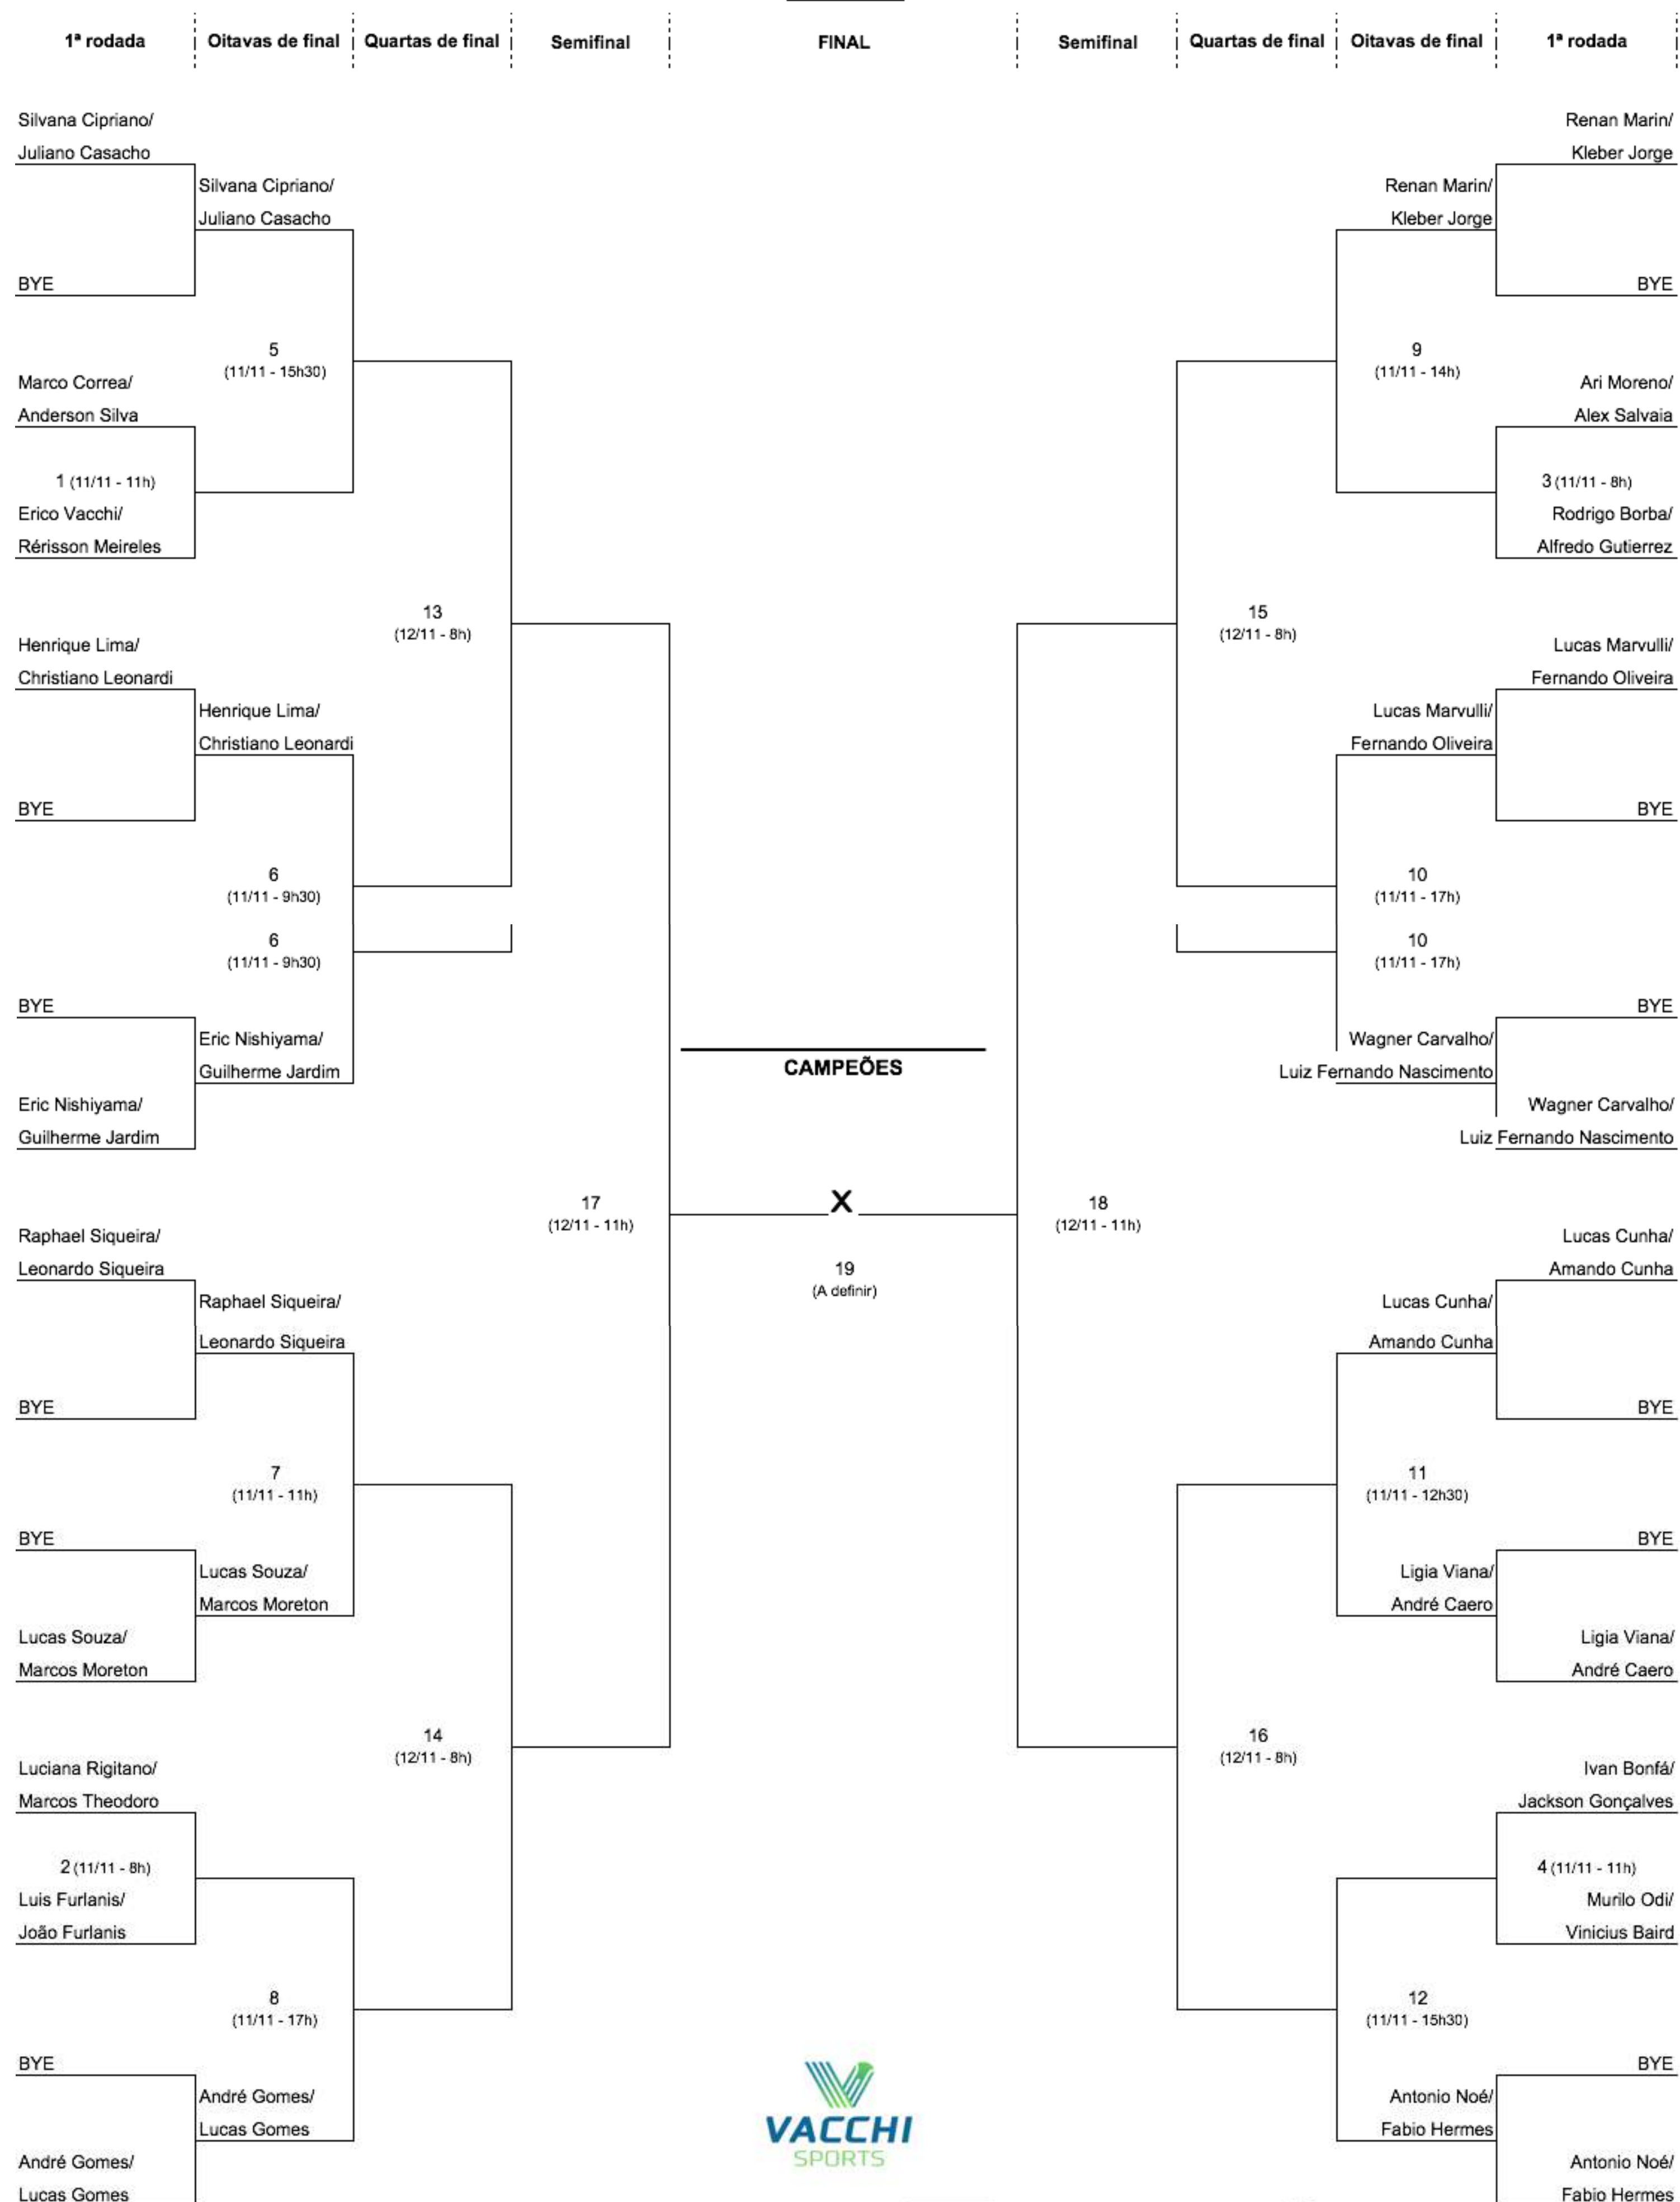 1ª rodada
Oitavas de final
Quartas de final
Semifinal
FINAL
Semifinal
Quartas de final
Oitavas de final
1ª rodada
Silvana Cipriano/
Juliano Casacho
Silvana Cipriano/
Juliano Casacho
BYE
5
(11/11 - 15h30)
Marco Correa/
Anderson Silva
1 (11/11 - 11h)
Erico Vacchi/
Rérisson Meireles
13
(12/11 - 8h)
Henrique Lima/
Christiano Leonardi
Henrique Lima/
Christiano Leonardi
BYE
6
(11/11 - 9h30)
6
(11/11 - 9h30)
BYE
Eric Nishiyama/
Guilherme Jardim
Eric Nishiyama/
Guilherme Jardim
17
(12/11 - 11h)
Raphael Siqueira/
Leonardo Siqueira
Raphael Siqueira/
Leonardo Siqueira
BYE
7
(11/11 - 11h)
BYE
Lucas Souza/
Marcos Moreton
Lucas Souza/
Marcos Moreton
14
(12/11 - 8h)
Luciana Rigitano/
Marcos Theodoro
2 (11/11 - 8h)
Luis Furlanis/
João Furlanis
8
(11/11 - 17h)
BYE
André Gomes/
Lucas Gomes
André Gomes/
Lucas Gomes
CAMPEÕES
X
19
(A definir)
VACCHI
SPORTS
Renan Marin/
Kleber Jorge
Renan Marin/
Kleber Jorge
BYE
9
(11/11 - 14h)
Ari Moreno/
Alex Salvaia
3 (11/11 - 8h)
Rodrigo Borba/
Alfredo Gutierrez
15
(12/11 - 8h)
Lucas Marvulli/
Fernando Oliveira
Lucas Marvulli/
Fernando Oliveira
BYE
10
(11/11 - 17h)
10
(11/11 - 17h)
BYE
Wagner Carvalho/
Luiz Fernando Nascimento
Wagner Carvalho/
Luiz Fernando Nascimento
18
(12/11 - 11h)
Lucas Cunha/
Amando Cunha
Lucas Cunha/
Amando Cunha
BYE
11
(11/11 - 12h30)
BYE
Ligia Viana/
André Caero
Ligia Viana/
André Caero
16
(12/11 - 8h)
Ivan Bonfá/
Jackson Gonçalves
4 (11/11 - 11h)
Murilo Odi/
Vinicius Baird
12
(11/11 - 15h30)
BYE
Antonio Noé/
Fabio Hermes
Antonio Noé/
Fabio Hermes